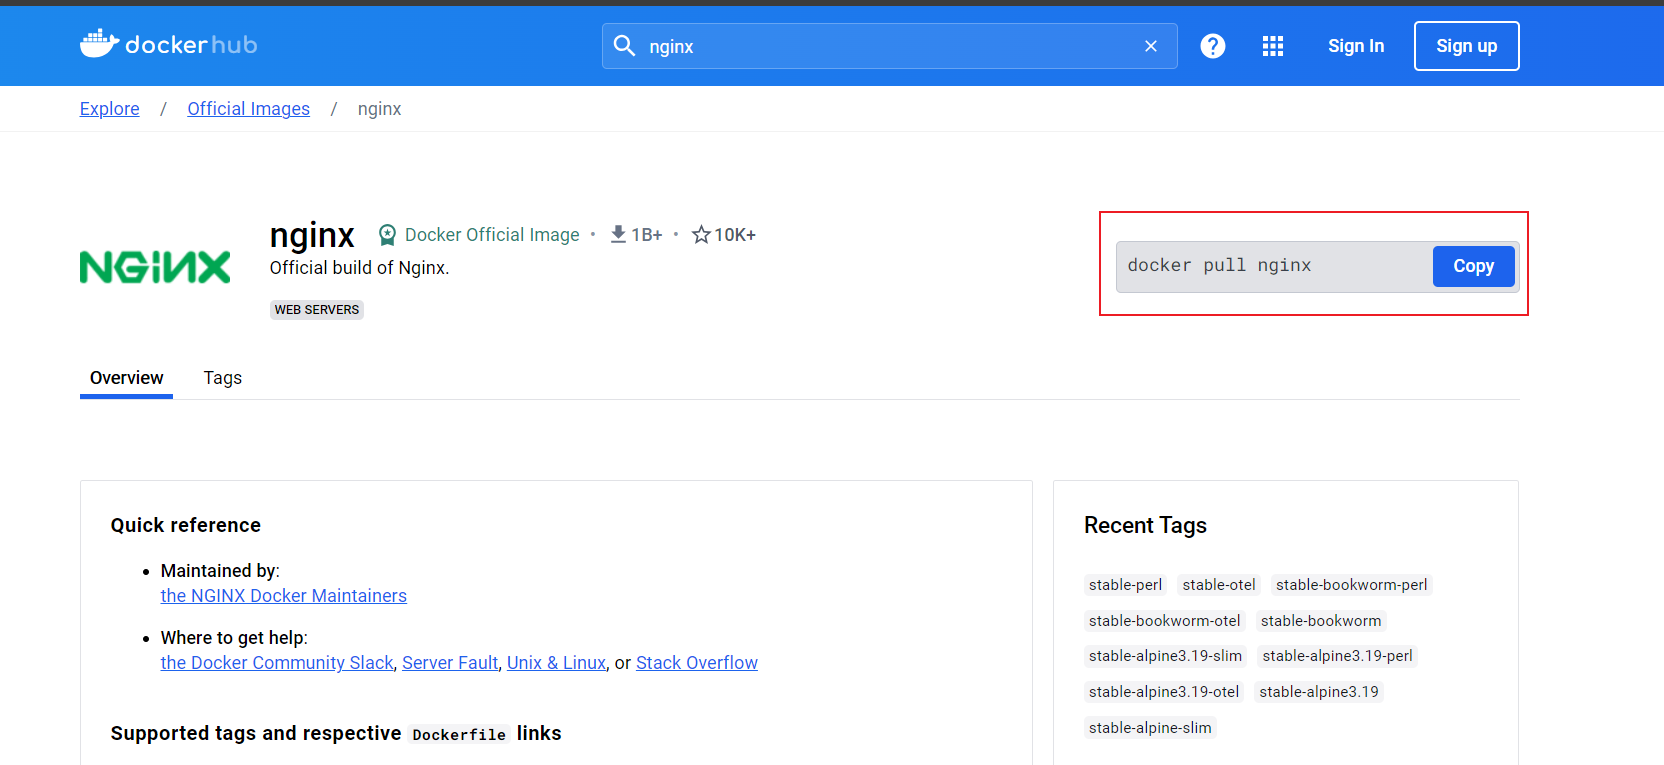 dockerhub
nginx
Sign In
Sign up
Explore / Official Images / nginx
NGINX
nginx
Docker Official Image • 1B+ • 10K+
Official build of Nginx.
WEB SERVERS
docker pull nginx
Copy
Overview
Tags
Quick reference
• Maintained by:
the NGINX Docker Maintainers
• Where to get help:
the Docker Community Slack, Server Fault, Unix & Linux, or Stack Overflow
Supported tags and respective Dockerfile links
Recent Tags
stable-perl stable-otel stable-bookworm-perl
stable-bookworm-otel stable-bookworm
stable-alpine3.19-slim stable-alpine3.19-perl
stable-alpine3.19-otel stable-alpine3.19
stable-alpine-slim